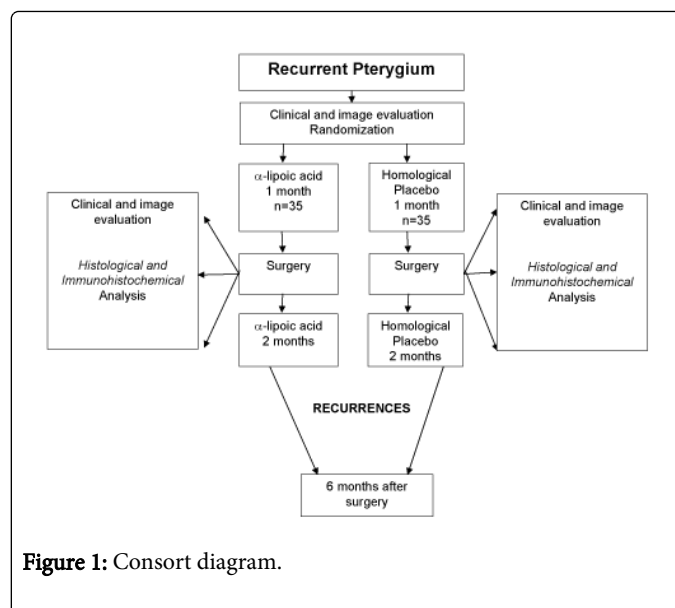 Recurrent Pterygium
Clinical and image evaluation
Randomization
α-lipoic acid
1 month
n=35
Homological
Placebo
1 month
n=35
Clinical and image
evaluation
Histological and
Immunohistochemical
Analysis
Surgery
Surgery
Clinical and image
evaluation
Histological and
Immunohistochemical
Analysis
α-lipoic acid
2 months
Homological
Placebo
2 months
RECURRENCES
6 months after
surgery
Figure 1: Consort diagram.